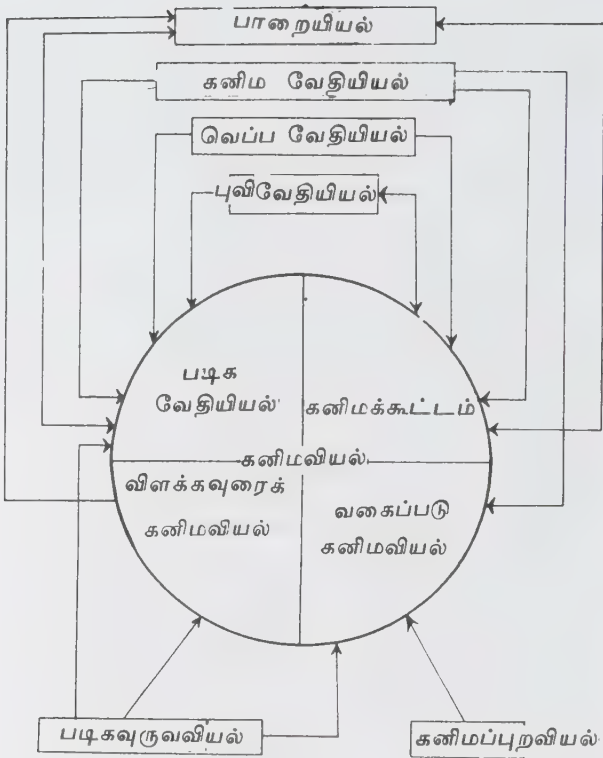 பாறையியல்
கனிம வேதியியல்
வெப்ப வேதியியல்
புவிவேதியியல்
படிக
வேதியியல்
கனிமக்கூட்டம்
கனிமவியல்
விளக்கவுரைக்
கனிமவியல்
வகைப்படு
கனிமவியல்
படிகவுருவவியல்
கனிமப்புறவியல்